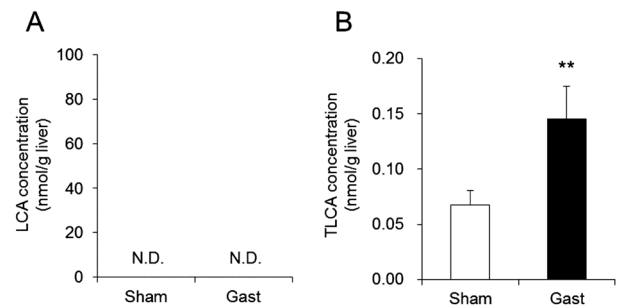 A
LCA concentration
(nmol/g liver)
100
80
60
40
20
0
N.D. N.D.
Sham Gast
B
TLCA concentration
(nmol/g liver)
0.20
0.15
0.10
0.05
0.00
**
Sham Gast